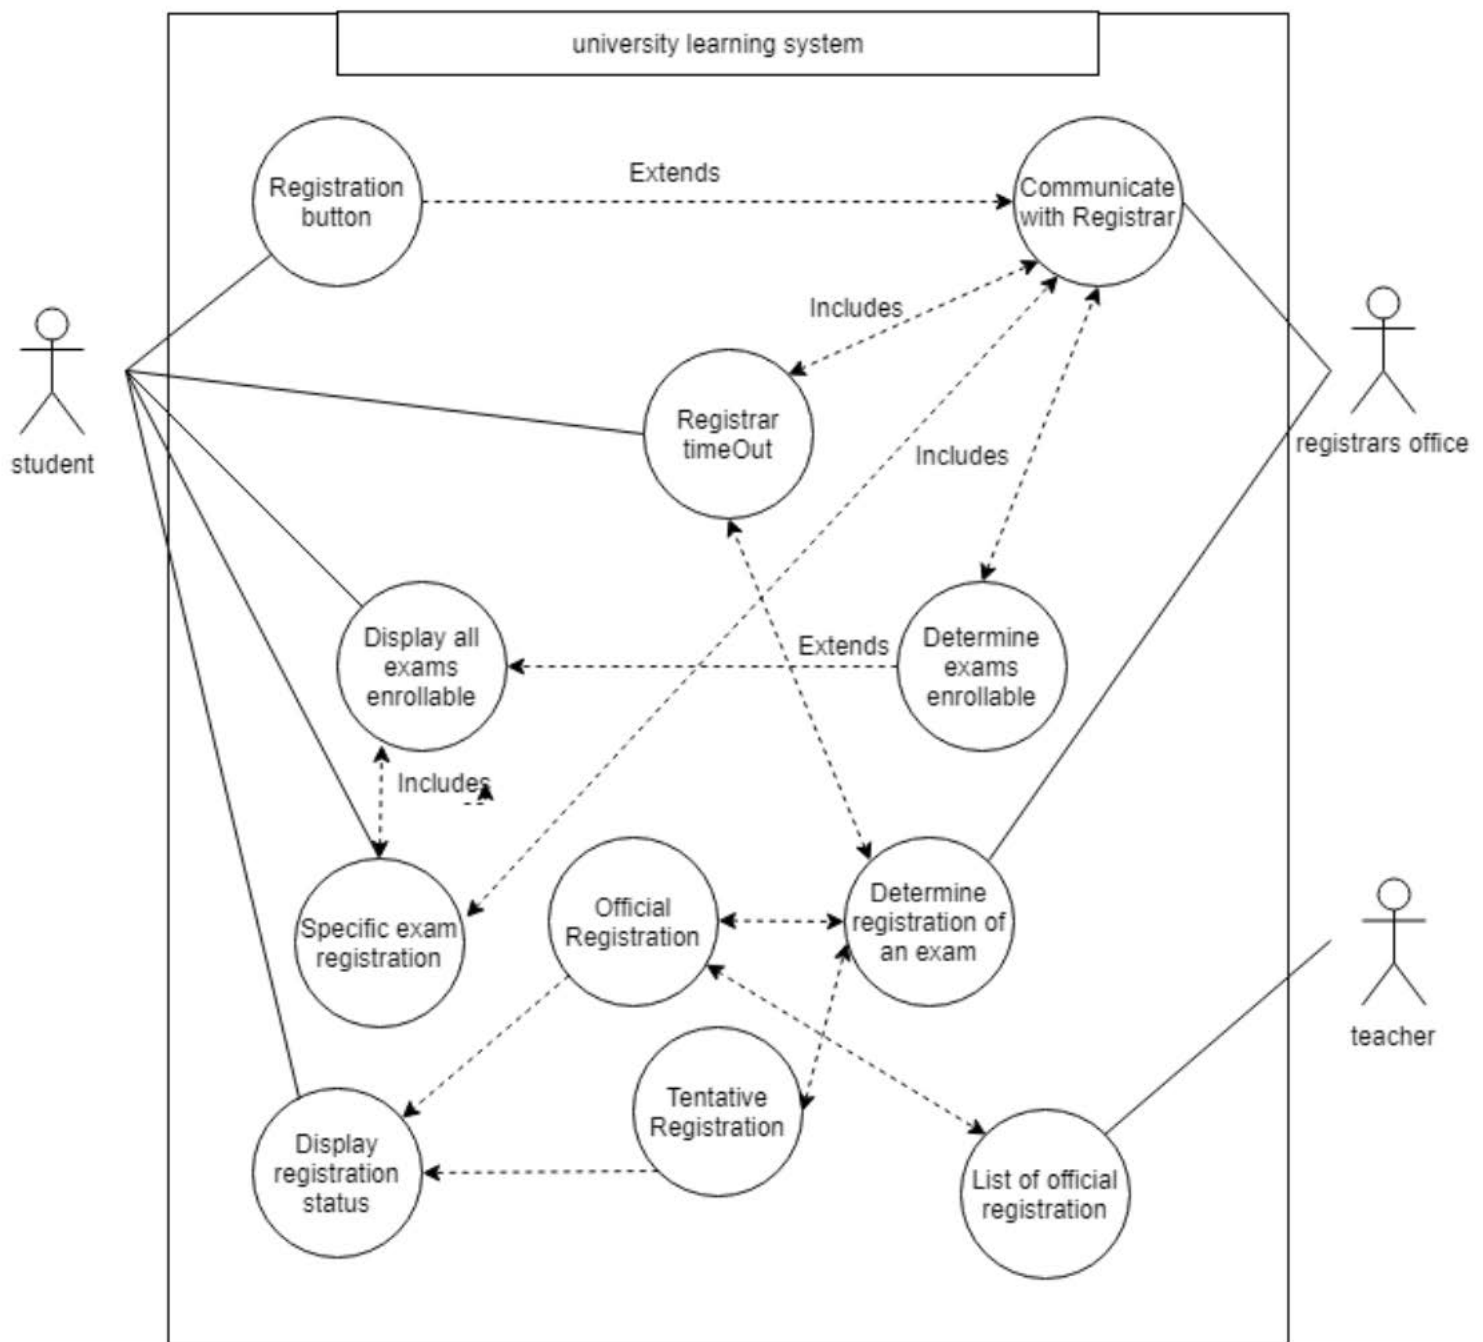 university learning system
Registration
button
Extends
Communicate
with Registrar
Includes
student
Registrar
timeOut
Includes
registrars office
Display all
exams
enrollable
Extends
Determine
exams
enrollable
Includes
Specific exam
registration
Official
Registration
Determine
registration of
an exam
teacher
Tentative
Registration
Display
registration
status
List of official
registration